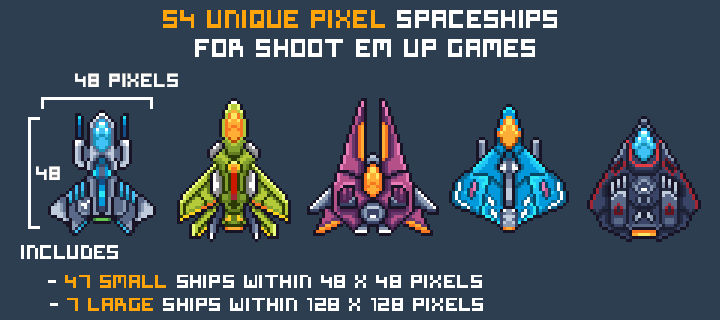 54 UNIQUE PIXEL SPACESHIPS
FOR SHOOT EM UP GAMES
48 PIXELS
48
INCLUDES
- 47 SMALL SHIPS WITHIN 48 X 48 PIXELS
- 7 LARGE SHIPS WITHIN 128 X 128 PIXELS